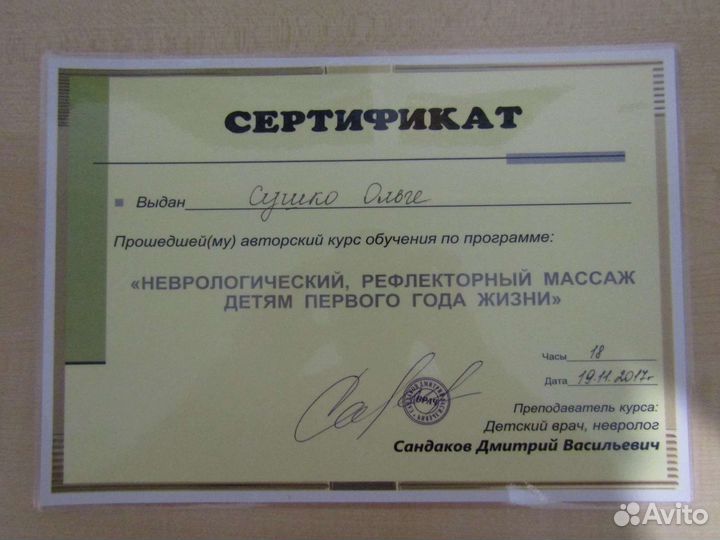 СЕРТИФИКАТ
Выдан Сушко Ольге
Прошедшей(му) авторский курс обучения по программе:
«НЕВРОЛОГИЧЕСКИЙ, РЕФЛЕКТОРНЫЙ МАССАЖ
ДЕТЯМ ПЕРВОГО ГОДА ЖИЗНИ»
Часы 18
Дата 19.11.2017г
ВРАЧ
Преподаватель курса:
Детский врач, невролог
Сандаков Дмитрий Васильевич
Avito